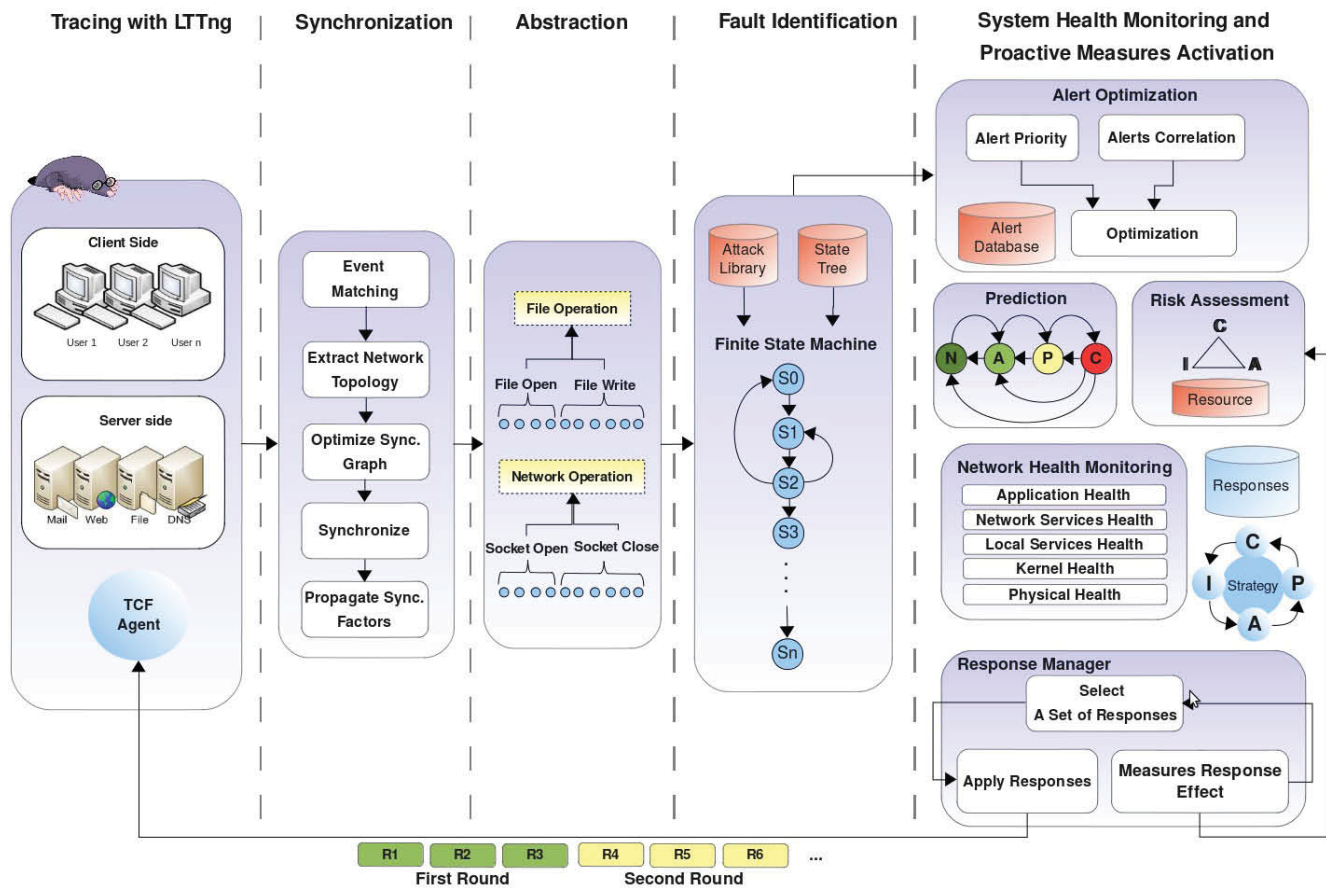 Tracing with LTTng
Synchronization
Abstraction
Fault Identification
System Health Monitoring and
Proactive Measures Activation
Client Side
User 1
User 2
User n
Server side
Mail
Web
File
DNS
TCF
Agent
Event
Matching
Extract Network
Topology
Optimize Sync.
Graph
Synchronize
Propagate Sync.
Factors
File Operation
File Open
File Write
Network Operation
Socket Open
Socket Close
Attack
Library
State
Tree
Finite State Machine
S0
S1
S2
S3
Sn
Alert Optimization
Alert Priority
Alerts Correlation
Alert
Database
Optimization
Prediction
N
A
P
C
Risk Assessment
C
I
A
Resource
Network Health Monitoring
Application Health
Network Services Health
Local Services Health
Kernel Health
Physical Health
Responses
C
I
Strategy
P
A
Response Manager
Select
A Set of Responses
Apply Responses
Measures Response
Effect
R1
R2
R3
R4
R5
R6
...
First Round
Second Round